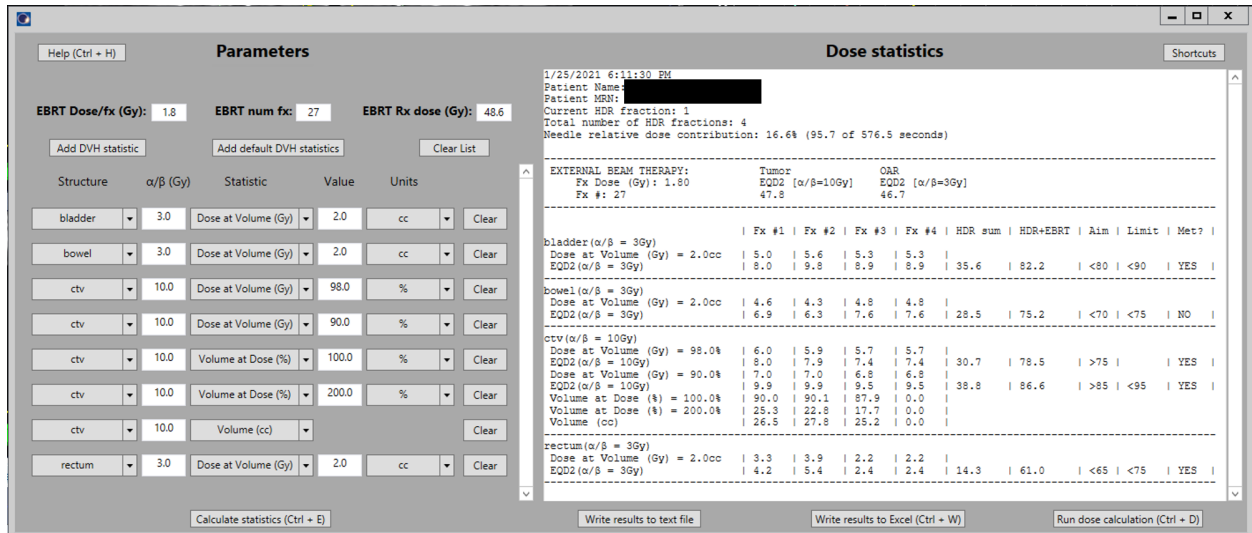 Help (Ctrl + H)
Parameters
Dose statistics
Shortcuts
EBRT Dose/fx (Gy): 1.8 EBRT num fx: 27 EBRT Rx dose (Gy): 48.6
Add DVH statistic Add default DVH statistics Clear List
Structure α/β (Gy) Statistic Value Units
bladder 3.0 Dose at Volume (Gy) 2.0 cc Clear
bowel 3.0 Dose at Volume (Gy) 2.0 cc Clear
ctv 10.0 Dose at Volume (Gy) 98.0 % Clear
ctv 10.0 Dose at Volume (Gy) 90.0 % Clear
ctv 10.0 Volume at Dose (%) 100.0 % Clear
ctv 10.0 Volume at Dose (%) 200.0 % Clear
ctv 10.0 Volume (cc) Clear
rectum 3.0 Dose at Volume (Gy) 2.0 cc Clear
Calculate statistics (Ctrl + E)
1/25/2021 6:11:30 PM
Patient Name:
Patient MRN:
Current HDR fraction: 1
Total number of HDR fractions: 4
Needle relative dose contribution: 16.6% (95.7 of 576.5 seconds)
EXTERNAL BEAM THERAPY: Tumor OAR
Fx Dose (Gy): 1.80 EQD2 [α/β=10Gy] EQD2 [α/β=3Gy]
Fx #: 27 47.8 46.7
| Fx #1 | Fx #2 | Fx #3 | Fx #4 | HDR sum | HDR+EBRT | Aim | Limit | Met? |
bladder(α/β = 3Gy)
Dose at Volume (Gy) = 2.0cc | 5.0 | 5.6 | 5.3 | 5.3 |
EQD2(α/β = 3Gy) | 8.0 | 9.8 | 8.9 | 8.9 | 35.6 | 82.2 | <80 | <90 | YES |
bowel(α/β = 3Gy)
Dose at Volume (Gy) = 2.0cc | 4.6 | 4.3 | 4.8 | 4.8 |
EQD2(α/β = 3Gy) | 6.9 | 6.3 | 7.6 | 7.6 | 28.5 | 75.2 | <70 | <75 | NO |
ctv(α/β = 10Gy)
Dose at Volume (Gy) = 98.0% | 6.0 | 5.9 | 5.7 | 5.7 |
EQD2(α/β = 10Gy) | 8.0 | 7.9 | 7.4 | 7.4 | 30.7 | 78.5 | >75 | | YES |
Dose at Volume (Gy) = 90.0% | 7.0 | 7.0 | 6.8 | 6.8 |
EQD2(α/β = 10Gy) | 9.9 | 9.9 | 9.5 | 9.5 | 38.8 | 86.6 | >85 | <95 | YES |
Volume at Dose (%) = 100.0% | 90.0 | 90.1 | 87.9 | 0.0 |
Volume at Dose (%) = 200.0% | 25.3 | 22.8 | 17.7 | 0.0 |
Volume (cc) | 26.5 | 27.8 | 25.2 | 0.0 |
rectum(α/β = 3Gy)
Dose at Volume (Gy) = 2.0cc | 3.3 | 3.9 | 2.2 | 2.2 |
EQD2(α/β = 3Gy) | 4.2 | 5.4 | 2.4 | 2.4 | 14.3 | 61.0 | <65 | <75 | YES |
Write results to text file Write results to Excel (Ctrl + W) Run dose calculation (Ctrl + D)